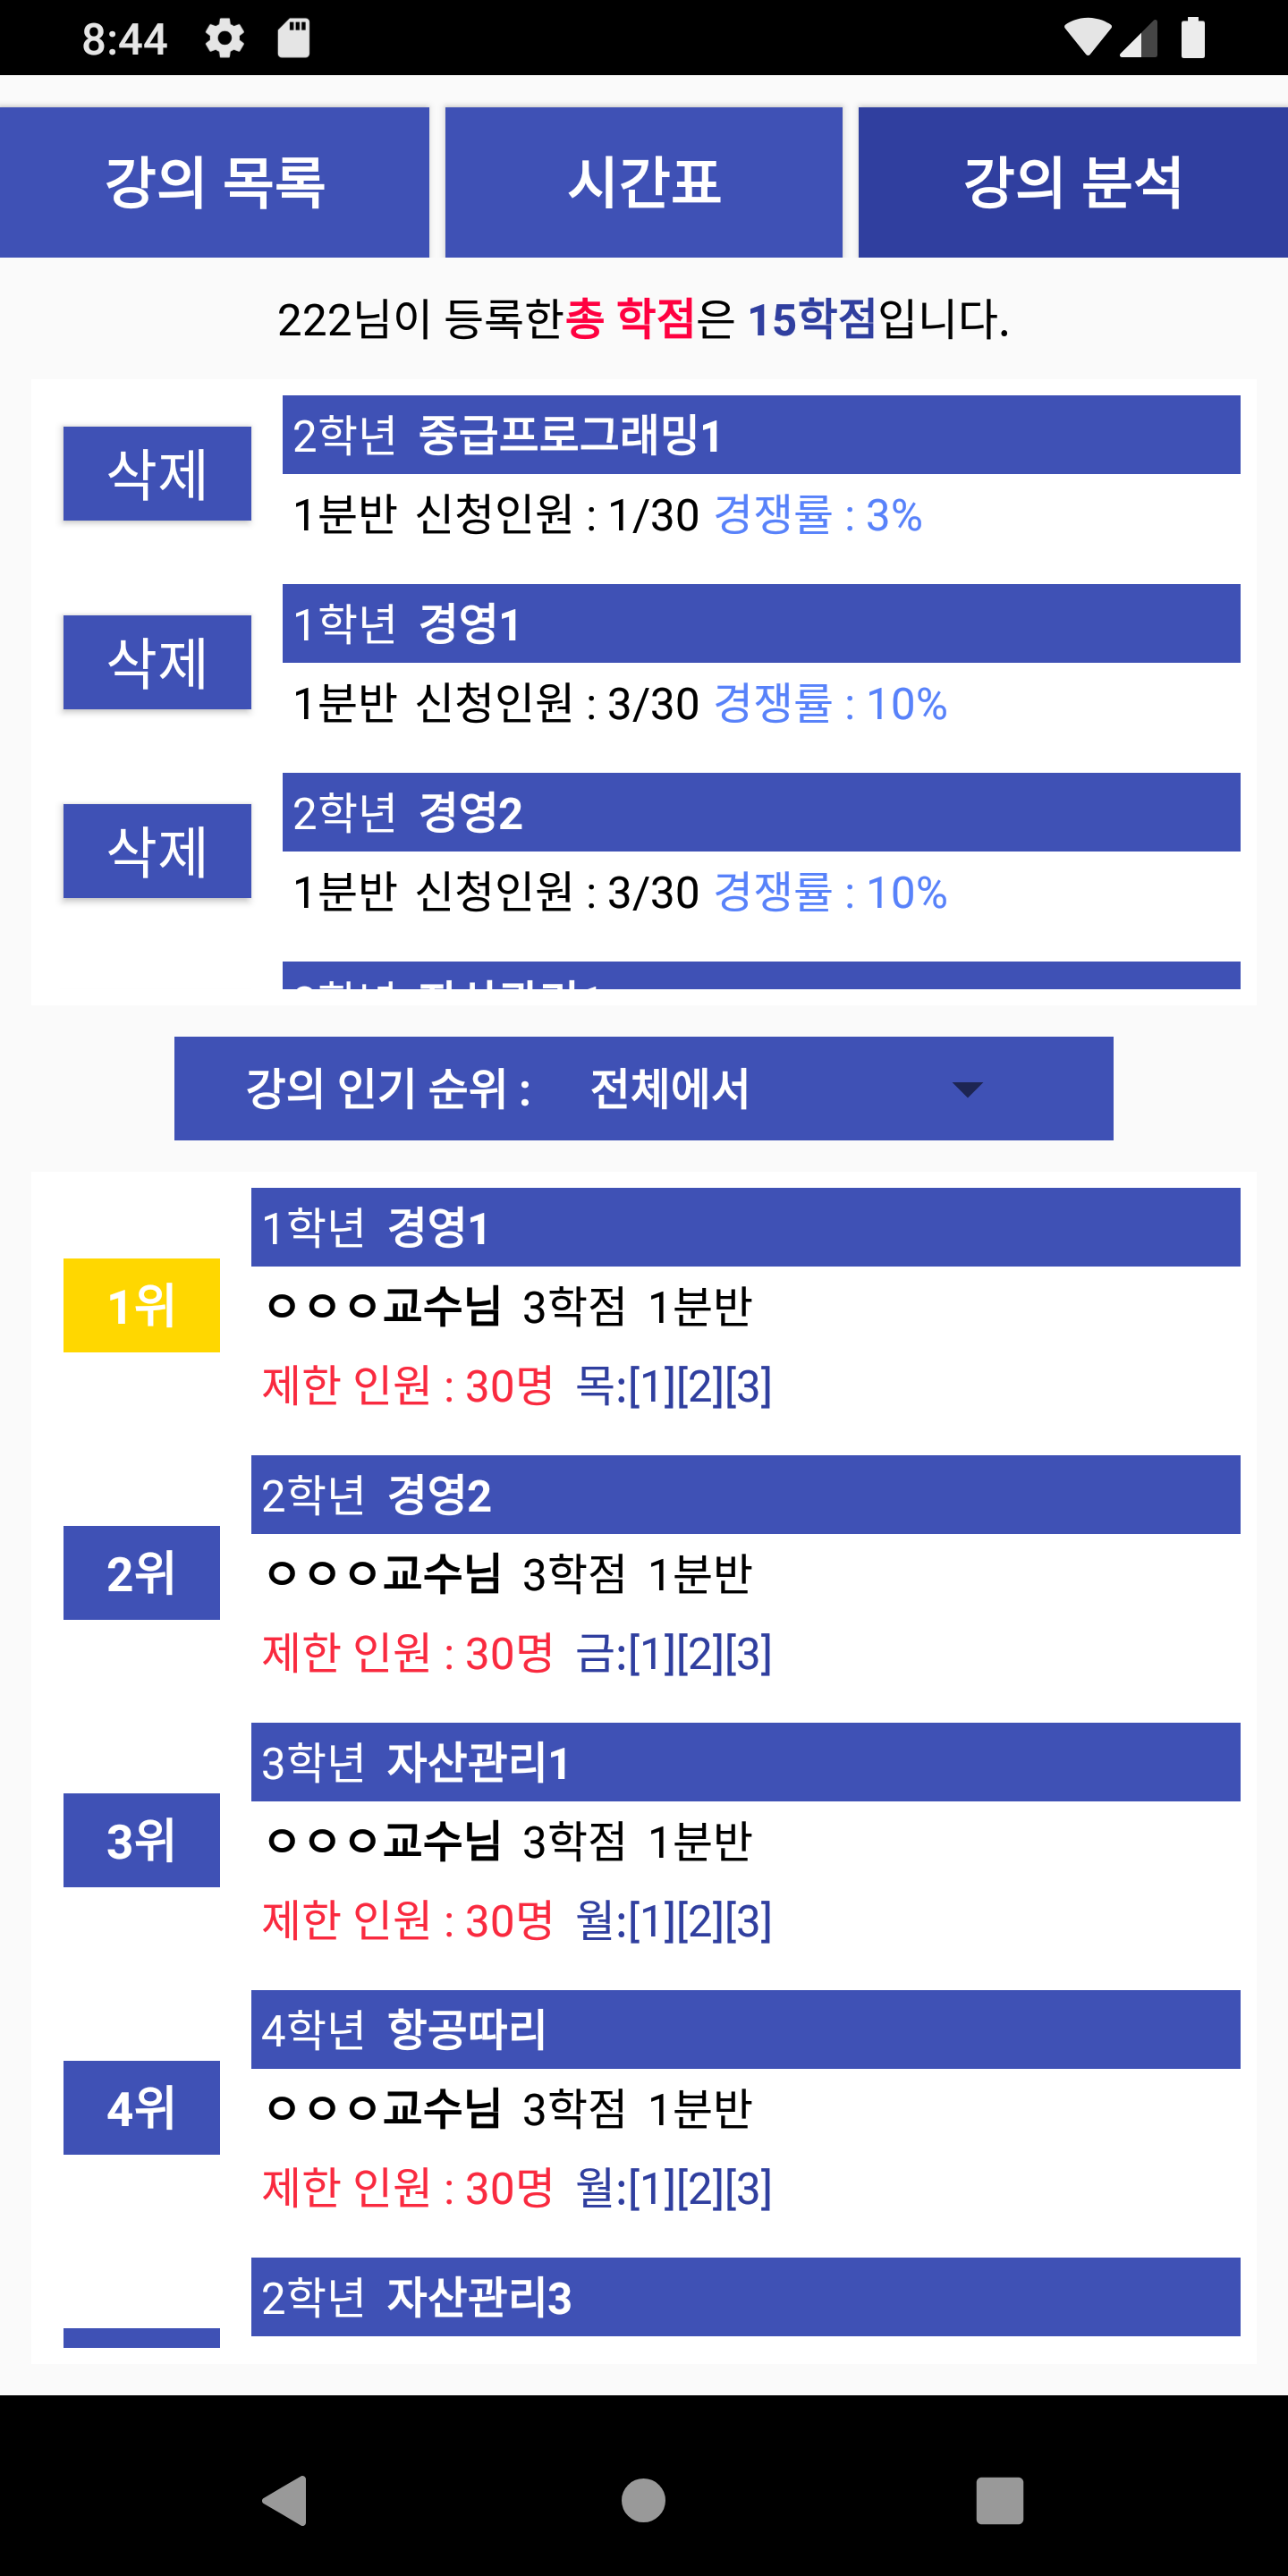 8:44
강의 목록 시간표 강의 분석
222님이 등록한총 학점은 15학점입니다.
2학년 중급프로그래밍1
삭제
1분반 신청인원 : 1/30 경쟁률 : 3%
1학년 경영1
삭제
1분반 신청인원 : 3/30 경쟁률 : 10%
2학년 경영2
삭제
1분반 신청인원 : 3/30 경쟁률 : 10%
강의 인기 순위 : 전체에서
1학년 경영1
1위
ㅇㅇㅇ교수님 3학점 1분반
제한 인원 : 30명 목:[1][2][3]
2학년 경영2
2위
ㅇㅇㅇ교수님 3학점 1분반
제한 인원 : 30명 금:[1][2][3]
3학년 자산관리1
3위
ㅇㅇㅇ교수님 3학점 1분반
제한 인원 : 30명 월:[1][2][3]
4학년 항공따리
4위
ㅇㅇㅇ교수님 3학점 1분반
제한 인원 : 30명 월:[1][2][3]
2학년 자산관리3